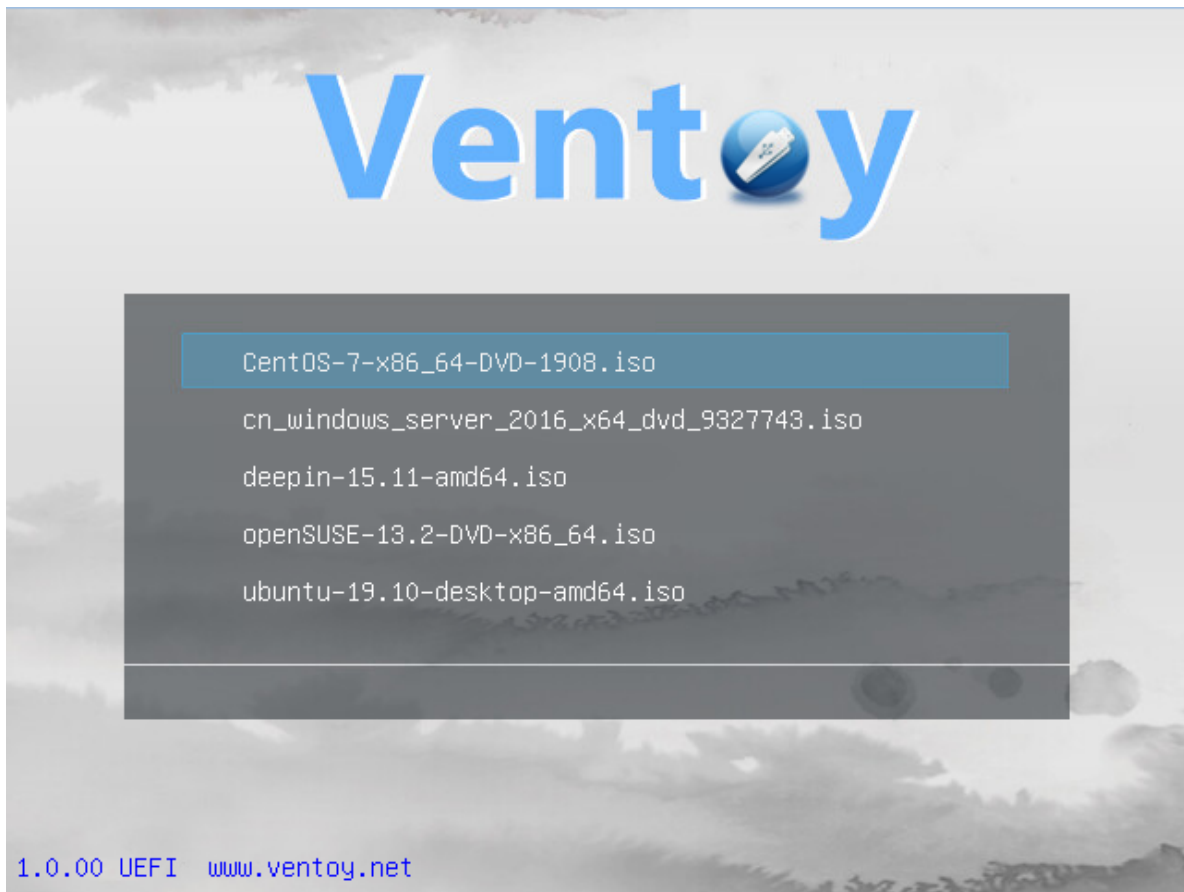 Ventoy
CentOS-7-x86_64-DVD-1908.iso
cn_windows_server_2016_x64_dvd_9327743.iso
deepin-15.11-amd64.iso
openSUSE-13.2-DVD-x86_64.iso
ubuntu-19.10-desktop-amd64.iso
1.0.00 UEFI www.ventoy.net